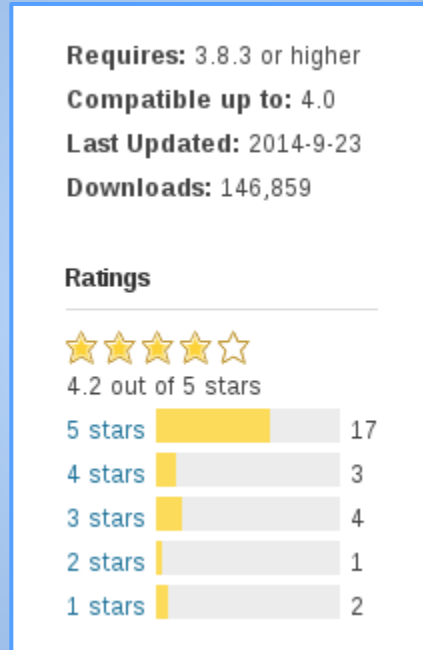 Requires: 3.8.3 or higher
Compatible up to: 4.0
Last Updated: 2014-9-23
Downloads: 146,859
Ratings
4.2 out of 5 stars
5 stars 17
4 stars 3
3 stars 4
2 stars 1
1 stars 2